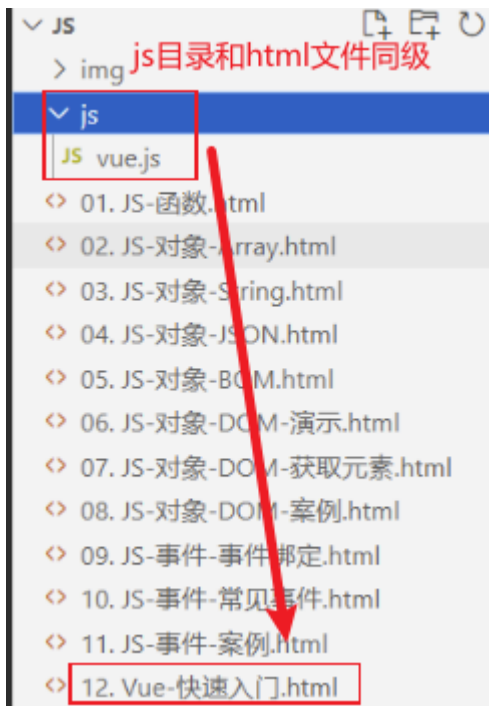 JS
js目录和html文件同级
img
js
JS vue.js
01. JS-函数.html
02. JS-对象-Array.html
03. JS-对象-String.html
04. JS-对象-JSON.html
05. JS-对象-BOM.html
06. JS-对象-DOM-演示.html
07. JS-对象-DOM-获取元素.html
08. JS-对象-DOM-案例.html
09. JS-事件-事件绑定.html
10. JS-事件-常见事件.html
11. JS-事件-案例.html
12. Vue-快速入门.html